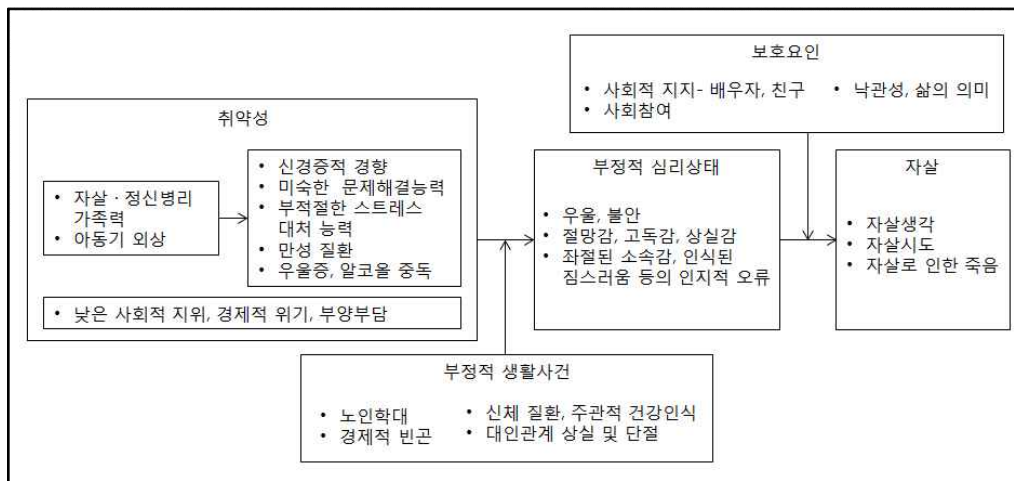 보호요인
• 사회적 지지- 배우자, 친구
• 사회참여
• 낙관성, 삶의 의미
취약성
• 자살 · 정신병리
가족력
• 아동기 외상
• 신경증적 경향
• 미숙한 문제해결능력
• 부적절한 스트레스
대처 능력
• 만성 질환
• 우울증, 알코올 중독
• 낮은 사회적 지위, 경제적 위기, 부양부담
부정적 심리상태
• 우울, 불안
• 절망감, 고독감, 상실감
• 좌절된 소속감, 인식된
짐스러움 등의 인지적 오류
자살
• 자살생각
• 자살시도
• 자살로 인한 죽음
부정적 생활사건
• 노인학대
• 경제적 빈곤
• 신체 질환, 주관적 건강인식
• 대인관계 상실 및 단절